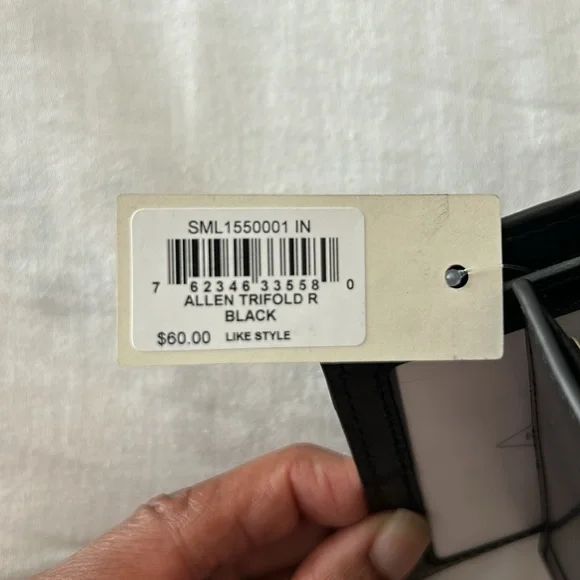 SML1550001 IN
7 62346 33558 0
ALLEN TRIFOLD R
BLACK
$60.00 LIKE STYLE